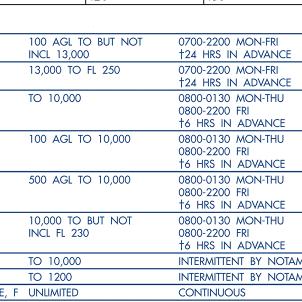 100 AGL TO BUT NOT 0700-2200 MON-FRI
INCL 13,000 †24 HRS IN ADVANCE
13,000 TO FL 250 0700-2200 MON-FRI
†24 HRS IN ADVANCE
TO 10,000 0800-0130 MON-THU
0800-2200 FRI
†6 HRS IN ADVANCE
100 AGL TO 10,000 0800-0130 MON-THU
0800-2200 FRI
†6 HRS IN ADVANCE
500 AGL TO 10,000 0800-0130 MON-THU
0800-2200 FRI
†6 HRS IN ADVANCE
10,000 TO BUT NOT 0800-0130 MON-THU
INCL FL 230 0800-2200 FRI
†6 HRS IN ADVANCE
TO 10,000 INTERMITTENT BY NOTAM
TO 1200 INTERMITTENT BY NOTAM
E, F UNLIMITED CONTINUOUS